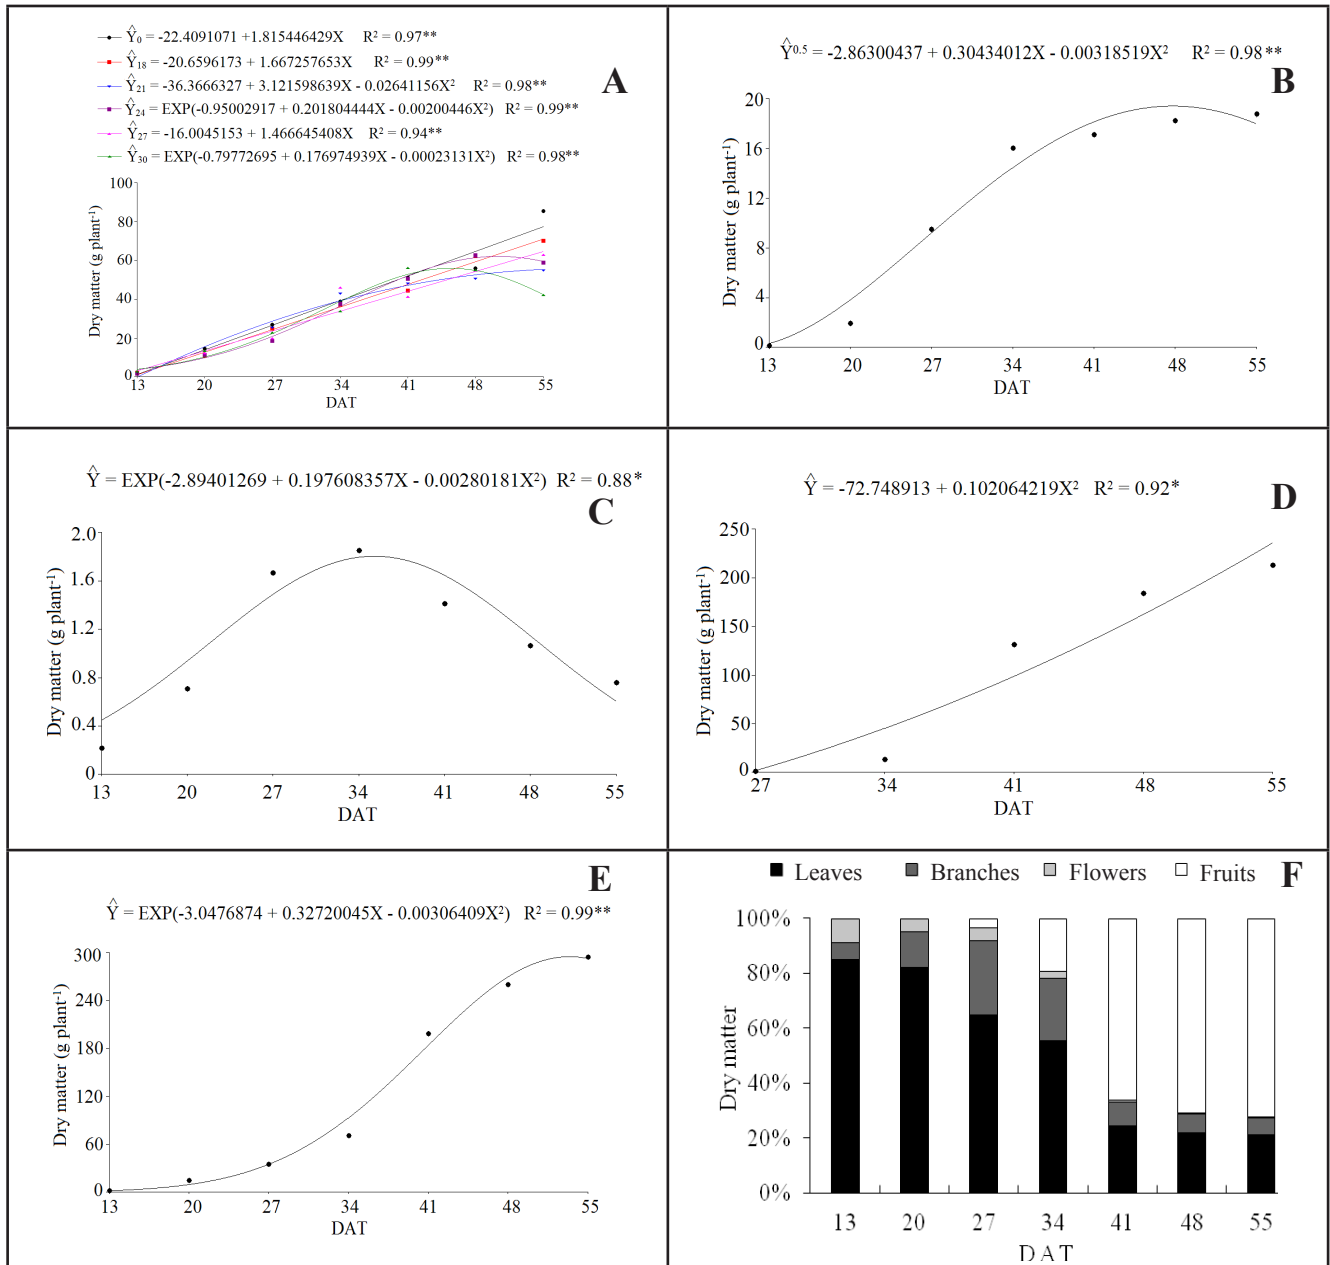 Ŷ₀ = -22.4091071 +1.815446429X R² = 0.97**
Ŷ₁₈ = -20.6596173 + 1.667257653X R² = 0.99**
Ŷ₂₁ = -36.3666327 + 3.121598639X - 0.02641156X² R² = 0.98**
Ŷ₂₄ = EXP(-0.95002917 + 0.201804444X - 0.00200446X²) R² = 0.99**
Ŷ₂₇ = -16.0045153 + 1.466645408X R² = 0.94**
Ŷ₃₀ = EXP(-0.79772695 + 0.176974939X - 0.00023131X²) R² = 0.98**
A
Dry matter (g plant⁻¹)
100
80
60
40
20
0
13 20 27 34 41 48 55
DAT
Ŷ⁰·⁵ = -2.86300437 + 0.30434012X - 0.00318519X² R² = 0.98**
B
Dry matter (g plant⁻¹)
20
16
12
8
4
0
13 20 27 34 41 48 55
DAT
Ŷ = EXP(-2.89401269 + 0.197608357X - 0.00280181X²) R² = 0.88*
C
Dry matter (g plant⁻¹)
2.0
1.6
1.2
0.8
0.4
0
13 20 27 34 41 48 55
DAT
Ŷ = -72.748913 + 0.102064219X² R² = 0.92*
D
Dry matter (g plant⁻¹)
250
200
150
100
50
0
27 34 41 48 55
DAT
E
Ŷ = EXP(-3.0476874 + 0.32720045X - 0.00306409X²) R² = 0.99**
Dry matter (g plant⁻¹)
300
240
180
120
60
0
13 20 27 34 41 48 55
DAT
Leaves Branches Flowers Fruits
F
Dry matter
100%
80%
60%
40%
20%
0%
13 20 27 34 41 48 55
DAT